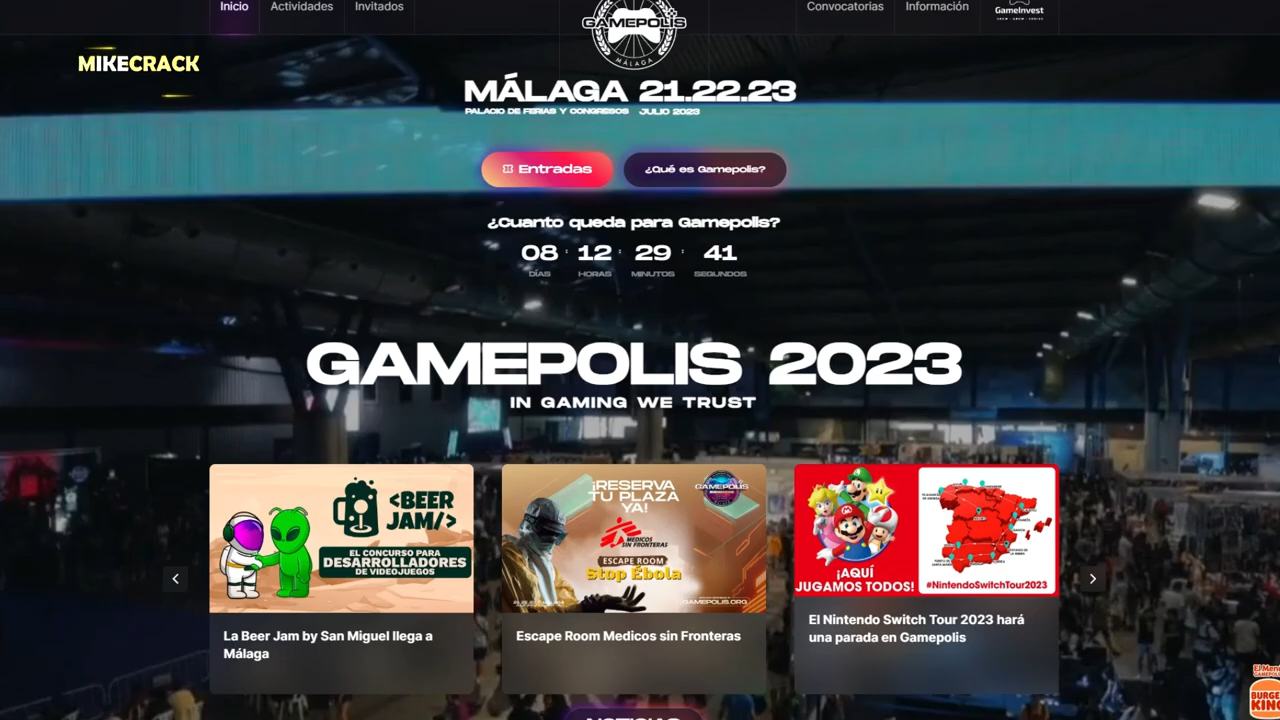 Inicio
Actividades
Invitados
Convocatorias
Información
GameInvest
GAMEPOLIS
MÁLAGA
MIKECRACK
MÁLAGA 21.22.23
PALACIO DE FERIAS Y CONGRESOS JULIO 2023
Entradas
¿Qué es Gamepolis?
¿Cuanto queda para Gamepolis?
08 : 12 : 29 : 41
DÍAS HORAS MINUTOS SEGUNDOS
GAMEPOLIS 2023
IN GAMING WE TRUST
<BEER
JAM/>
EL CONCURSO PARA
DESARROLLADORES
DE VIDEOJUEGOS
La Beer Jam by San Miguel llega a
Málaga
¡RESERVA
TU PLAZA
YA!
GAMEPOLIS
MEDICOS
SIN FRONTERAS
ESCAPE ROOM
Stop Ébola
GAMEPOLIS.ORG
Escape Room Medicos sin Fronteras
¡AQUÍ
JUGAMOS TODOS!
#NintendoSwitchTour2023
El Nintendo Switch Tour 2023 hará
una parada en Gamepolis
NOTICIAS